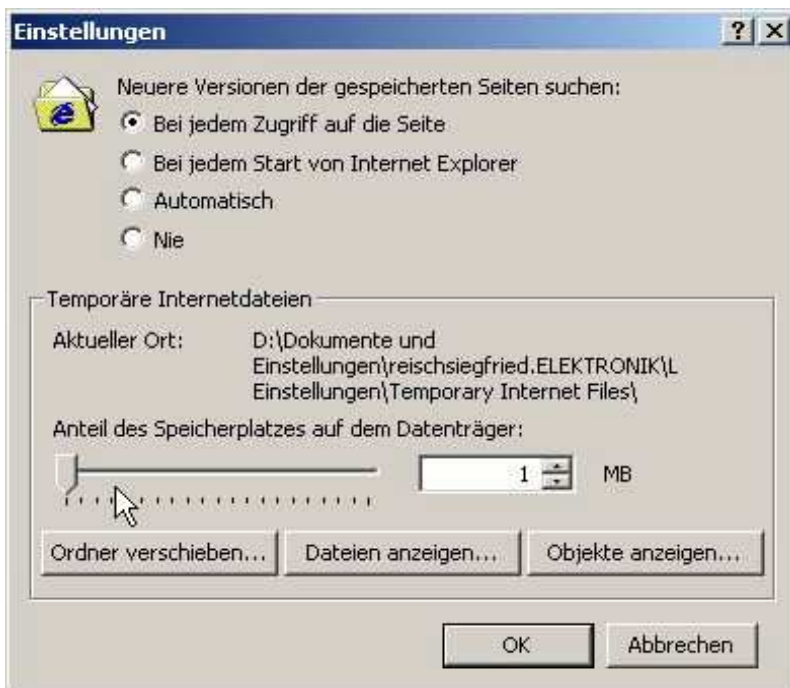 Einstellungen
Neuere Versionen der gespeicherten Seiten suchen:
Bei jedem Zugriff auf die Seite
Bei jedem Start von Internet Explorer
Automatisch
Nie
Temporäre Internetdateien
Aktueller Ort: D:\Dokumente und
Einstellungen\reischsiegfried.ELEKTRONIK\L
Einstellungen\Temporary Internet Files\
Anteil des Speicherplatzes auf dem Datenträger:
1 MB
Ordner verschieben... Dateien anzeigen... Objekte anzeigen...
OK Abbrechen